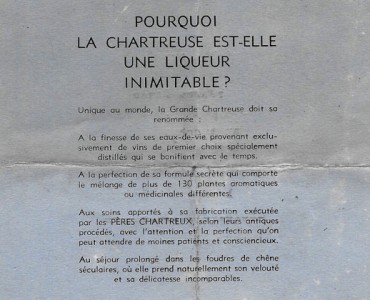 POURQUOI
LA CHARTREUSE EST-ELLE
UNE LIQUEUR
INIMITABLE ?
Unique au monde, la Grande Chartreuse doit sa
renommée :
A la finesse de ses eaux-de-vie provenant exclu-
sivement de vins de premier choix spécialement
distillés qui se bonifient avec le temps.
A la perfection de sa formule secrète qui comporte
le mélange de plus de 130 plantes aromatiques
ou médicinales différentes.
Aux soins apportés à sa fabrication exécutée
par les PÈRES CHARTREUX, selon leurs antiques
procédés, avec l'attention et la perfection qu'on
peut attendre de moines patients et consciencieux.
Au séjour prolongé dans les foudres de chêne
séculaires, où elle prend naturellement son velouté
et sa délicatesse incomparables.